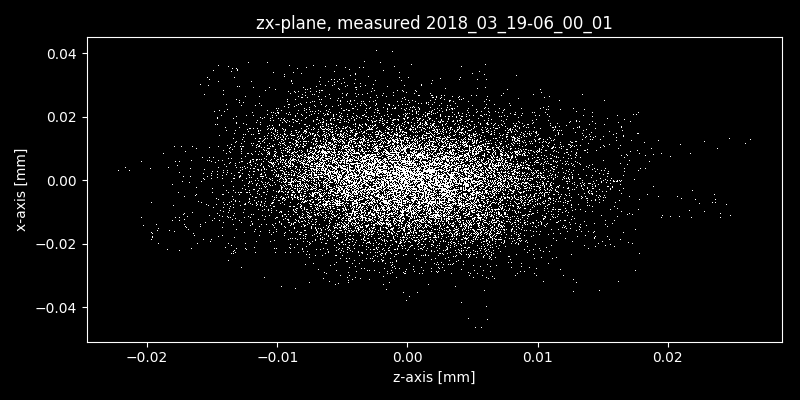 zx-plane, measured 2018_03_19-06_00_01
0.04
0.02
0.00
−0.02
−0.04
x-axis [mm]
−0.02 −0.01 0.00 0.01 0.02
z-axis [mm]